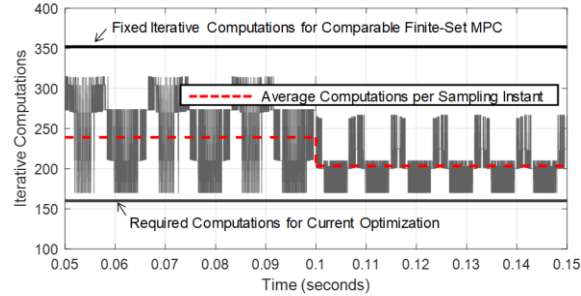 400
350
300
250
200
150
100
Iterative Computations
Fixed Iterative Computations for Comparable Finite-Set MPC
Average Computations per Sampling Instant
Required Computations for Current Optimization
0.05 0.06 0.07 0.08 0.09 0.1 0.11 0.12 0.13 0.14 0.15
Time (seconds)